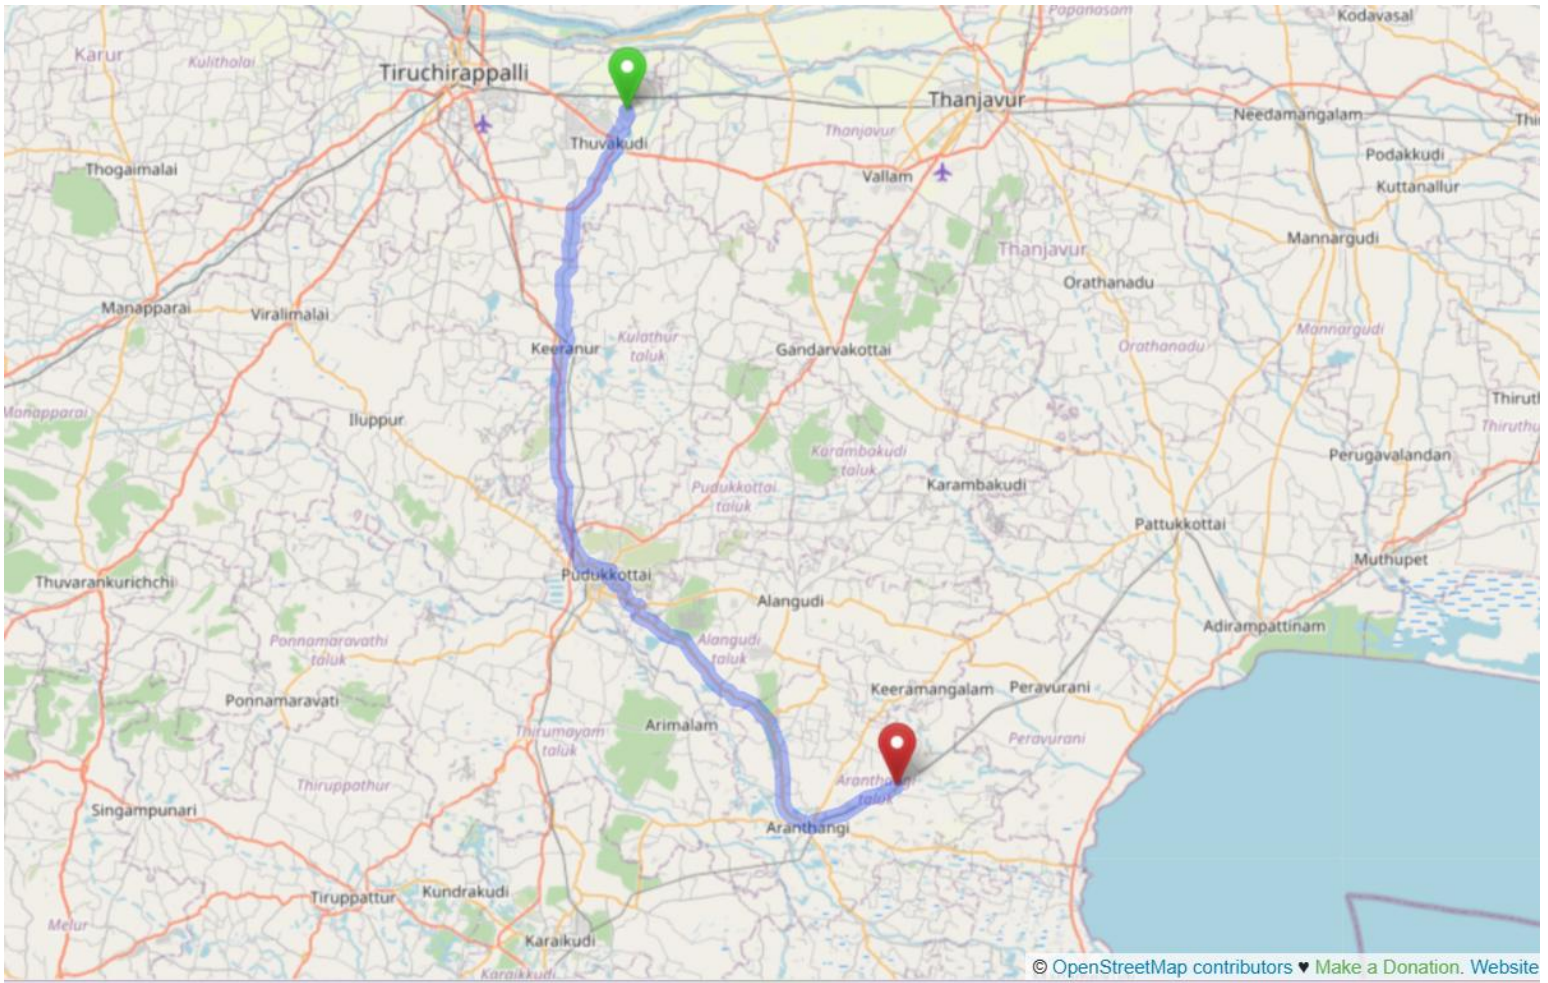 Papanasam
Kodavasal
Karur
Kulitholai
Tiruchirappalli
Thanjavur
Needamangalam
Thanjavur
Thuvakudi
Podakkudi
Thogaimalai
Vallam
Kuttanallur
Mannargudi
Thanjavur
Orathanadu
Manapparai
Viralimalai
Mannargudi
Keeranur
Kulathur
taluk
Gandarvakottai
Orathanadu
Manapparai
Iluppur
Karambakudi
taluk
Perugavalandan
Pudukkottai
taluk
Karambakudi
Pattukkottai
Muthupet
Thuvarankurichchi
Pudukkottai
Alangudi
Adirampattinam
Ponnamaravathi
taluk
Alangudi
taluk
Keeramangalam
Peravurani
Ponnamaravati
Arimalam
Thirumayam
taluk
Peravurani
Thiruppathur
Aranthangi
taluk
Singampunari
Aranthangi
Tiruppattur
Kundrakudi
Melur
Karaikudi
Karaikkudi
© OpenStreetMap contributors ♥ Make a Donation. Website